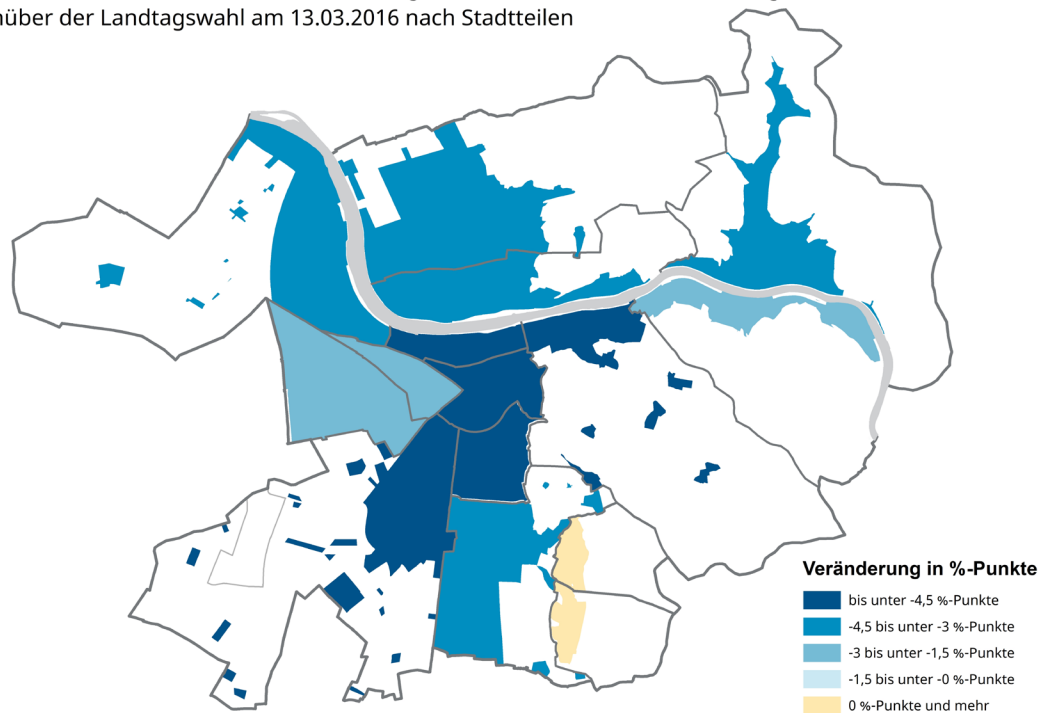 über der Landtagswahl am 13.03.2016 nach Stadtteilen
Veränderung in %-Punkte
bis unter -4,5 %-Punkte
-4,5 bis unter -3 %-Punkte
-3 bis unter -1,5 %-Punkte
-1,5 bis unter -0 %-Punkte
0 %-Punkte und mehr